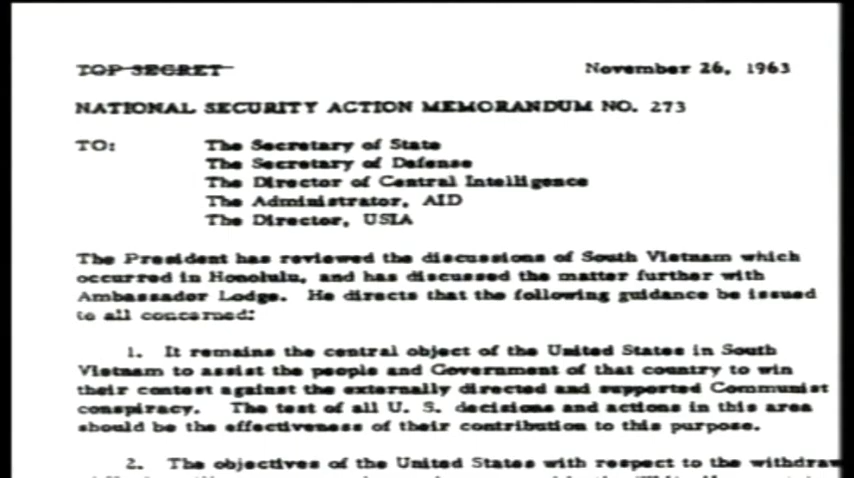 TOP SECRET
November 26, 1963
NATIONAL SECURITY ACTION MEMORANDUM NO. 273
TO:
The Secretary of State
The Secretary of Defense
The Director of Central Intelligence
The Administrator, AID
The Director, USIA
The President has reviewed the discussions of South Vietnam which
occurred in Honolulu, and has discussed the matter further with
Ambassador Lodge. He directs that the following guidance be issued
to all concerned:
1. It remains the central object of the United States in South
Vietnam to assist the people and Government of that country to win
their contest against the externally directed and supported Communist
conspiracy. The test of all U. S. decisions and actions in this area
should be the effectiveness of their contribution to this purpose.
2. The objectives of the United States with respect to the